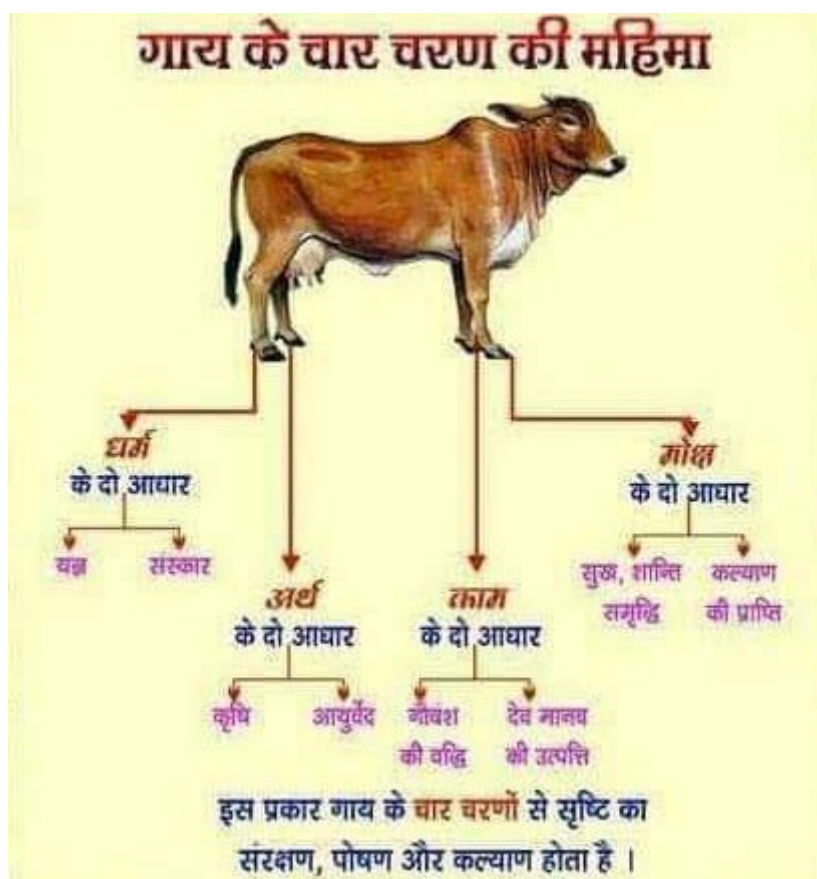 गाय के चार चरण की महिमा
धर्म
के दो आधार
यज्ञ
संस्कार
अर्थ
के दो आधार
कृषि
आयुर्वेद
काम
के दो आधार
गौवंश
की वद्धि
देव मानव
की उत्पत्ति
मोक्ष
के दो आधार
सुख, शान्ति
समृद्धि
कल्याण
की प्राप्ति
इस प्रकार गाय के चार चरणों से सृष्टि का
संरक्षण, पोषण और कल्याण होता है ।